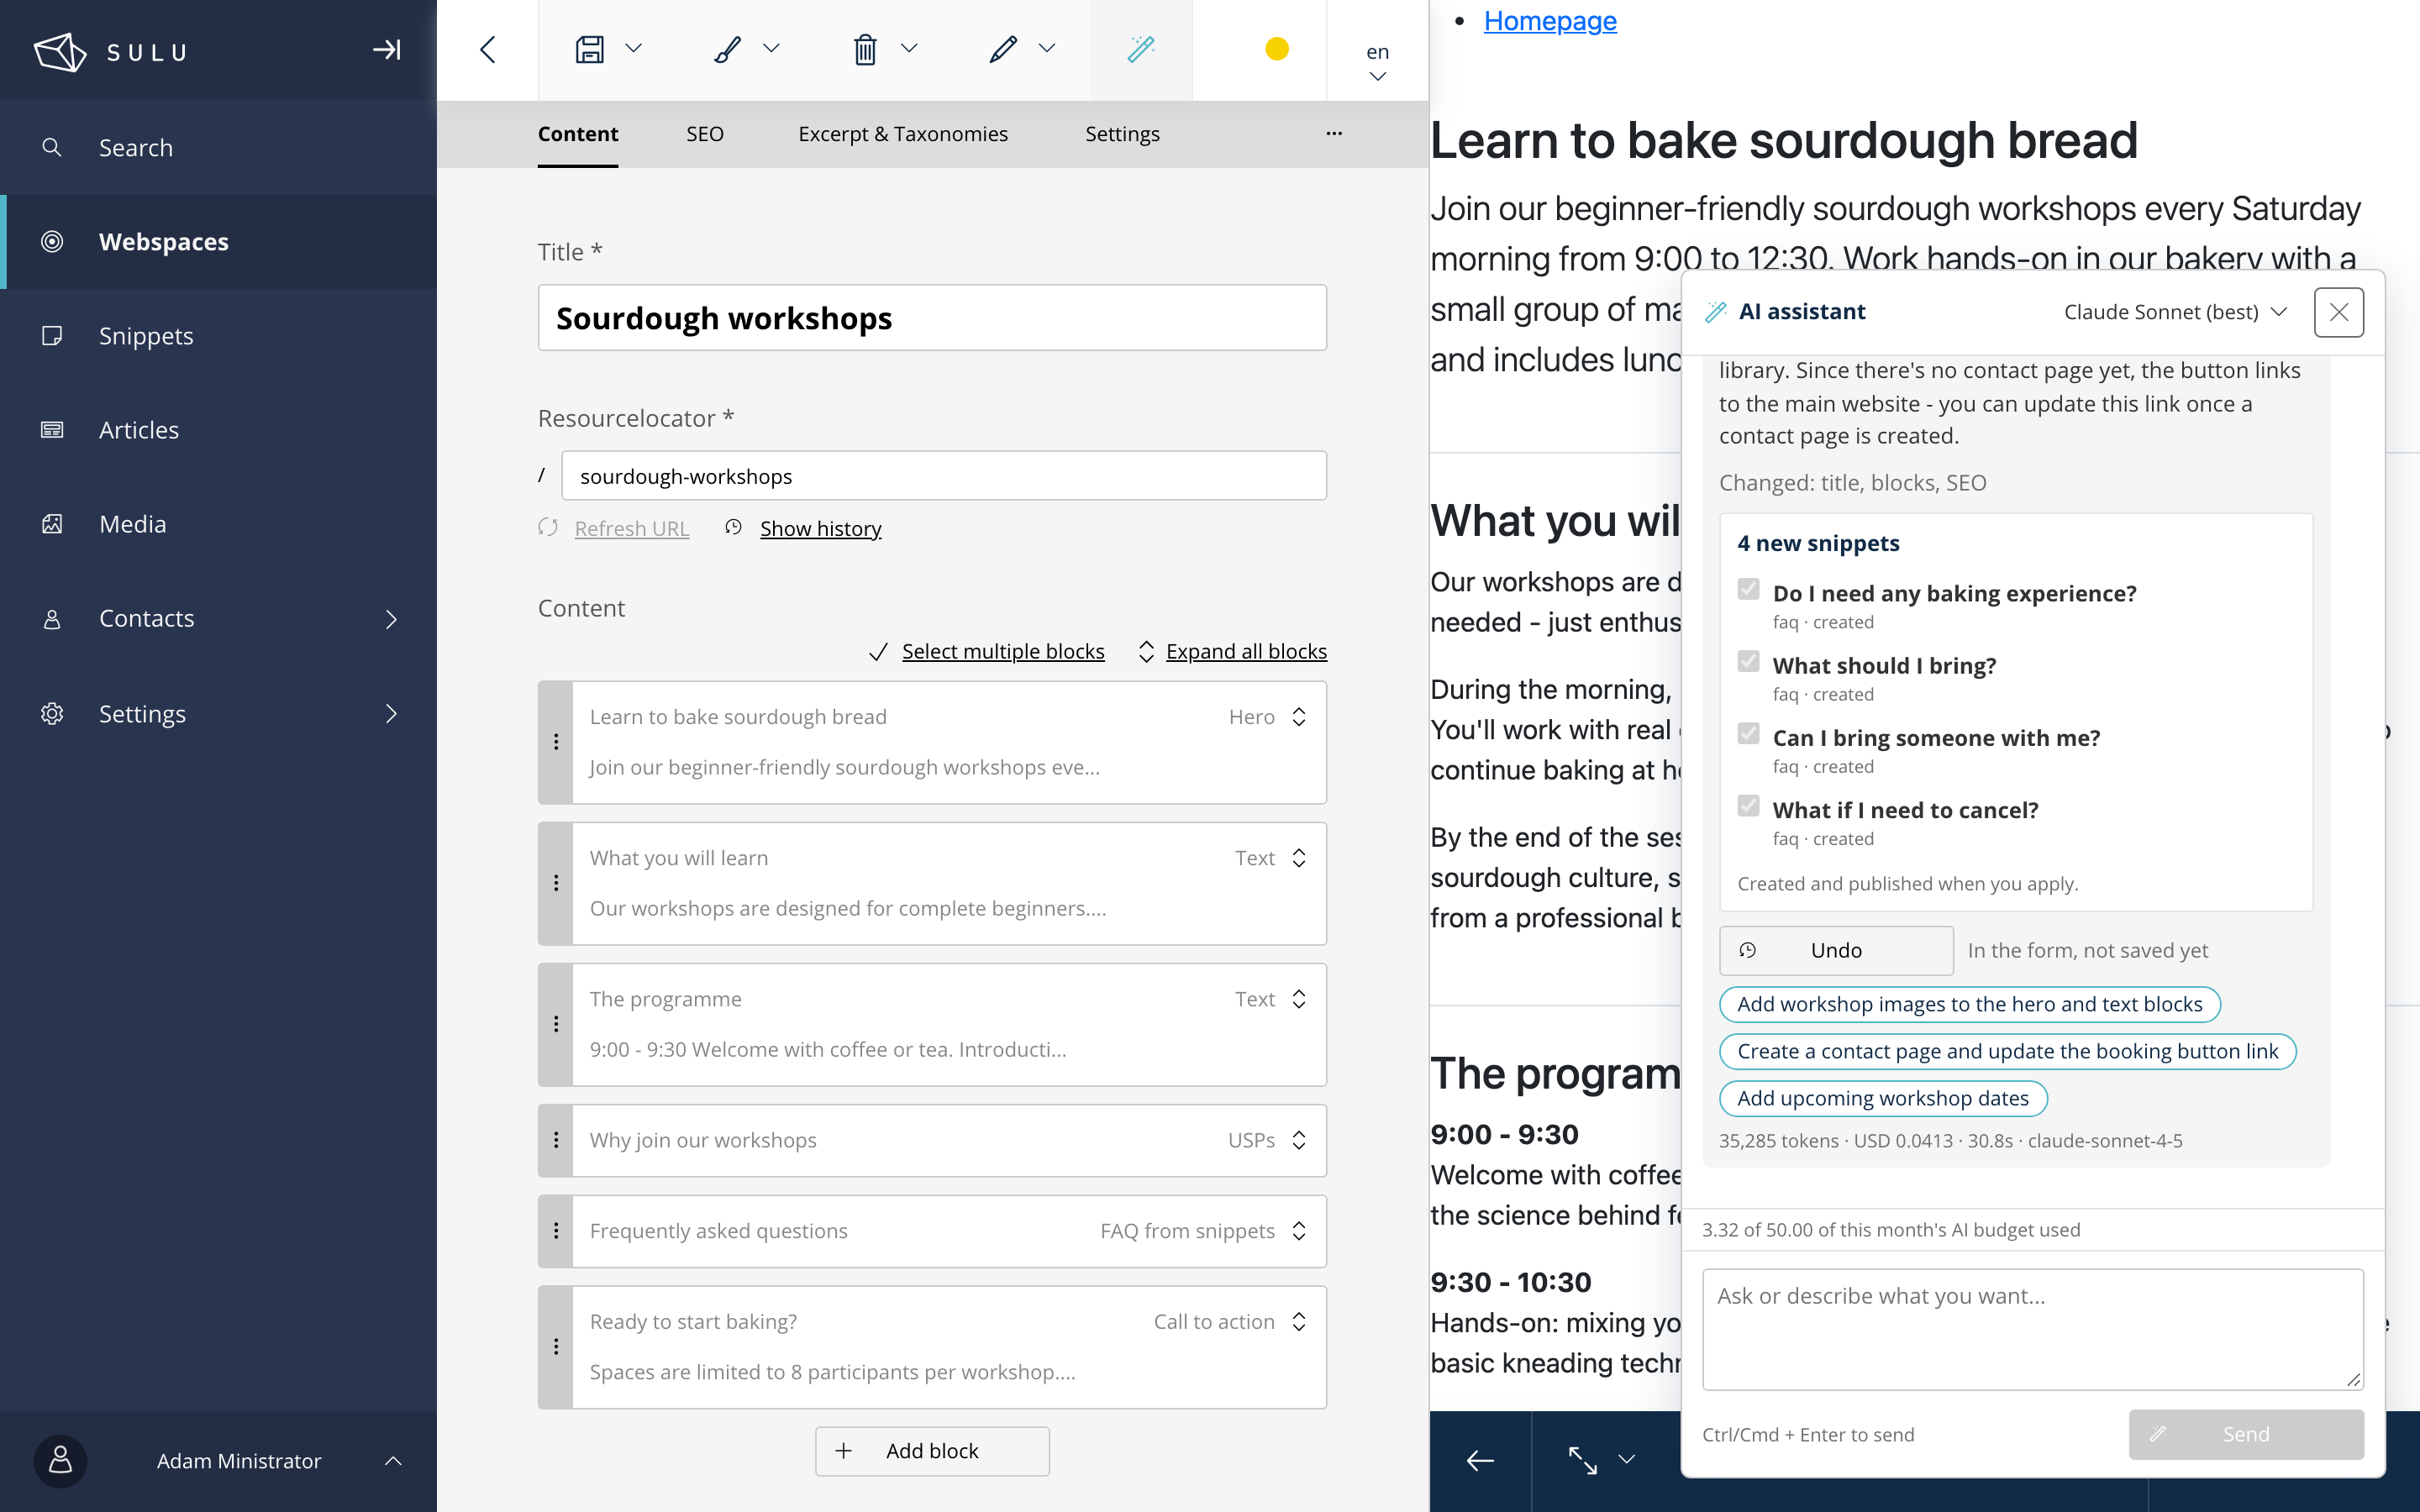 SULU
Search
Webspaces
Snippets
Articles
Media
Contacts
Settings
Adam Ministrator
en
Content
SEO
Excerpt & Taxonomies
Settings
Title *
Sourdough workshops
Resourcelocator *
/
sourdough-workshops
Refresh URL
Show history
Content
Select multiple blocks
Expand all blocks
Learn to bake sourdough bread
Hero
Join our beginner-friendly sourdough workshops eve...
What you will learn
Text
Our workshops are designed for complete beginners....
The programme
Text
9:00 - 9:30 Welcome with coffee or tea. Introducti...
Why join our workshops
USPs
Frequently asked questions
FAQ from snippets
Ready to start baking?
Call to action
Spaces are limited to 8 participants per workshop....
Add block
Homepage
Learn to bake sourdough bread
Join our beginner-friendly sourdough workshops every Saturday
morning from 9:00 to 12:30. Work hands-on in our bakery with a
small group of
and includes
What you
Our workshops are
needed - just
During the morning,
You'll work with real
continue baking at
By the end of the
sourdough culture,
from a professional
The
9:00 - 9:30
Welcome with
the science behind
9:30 - 10:30
Hands-on: mixing
basic kneading
AI assistant
Claude Sonnet (best)
library. Since there's no contact page yet, the button links
to the main website - you can update this link once a
contact page is created.
Changed: title, blocks, SEO
4 new snippets
Do I need any baking experience?
faq · created
What should I bring?
faq · created
Can I bring someone with me?
faq · created
What if I need to cancel?
faq · created
Created and published when you apply.
Undo
In the form, not saved yet
Add workshop images to the hero and text blocks
Create a contact page and update the booking button link
Add upcoming workshop dates
35,285 tokens · USD 0.0413 · 30.8s · claude-sonnet-4-5
3.32 of 50.00 of this month's AI budget used
Ask or describe what you want...
Ctrl/Cmd + Enter to send
Send